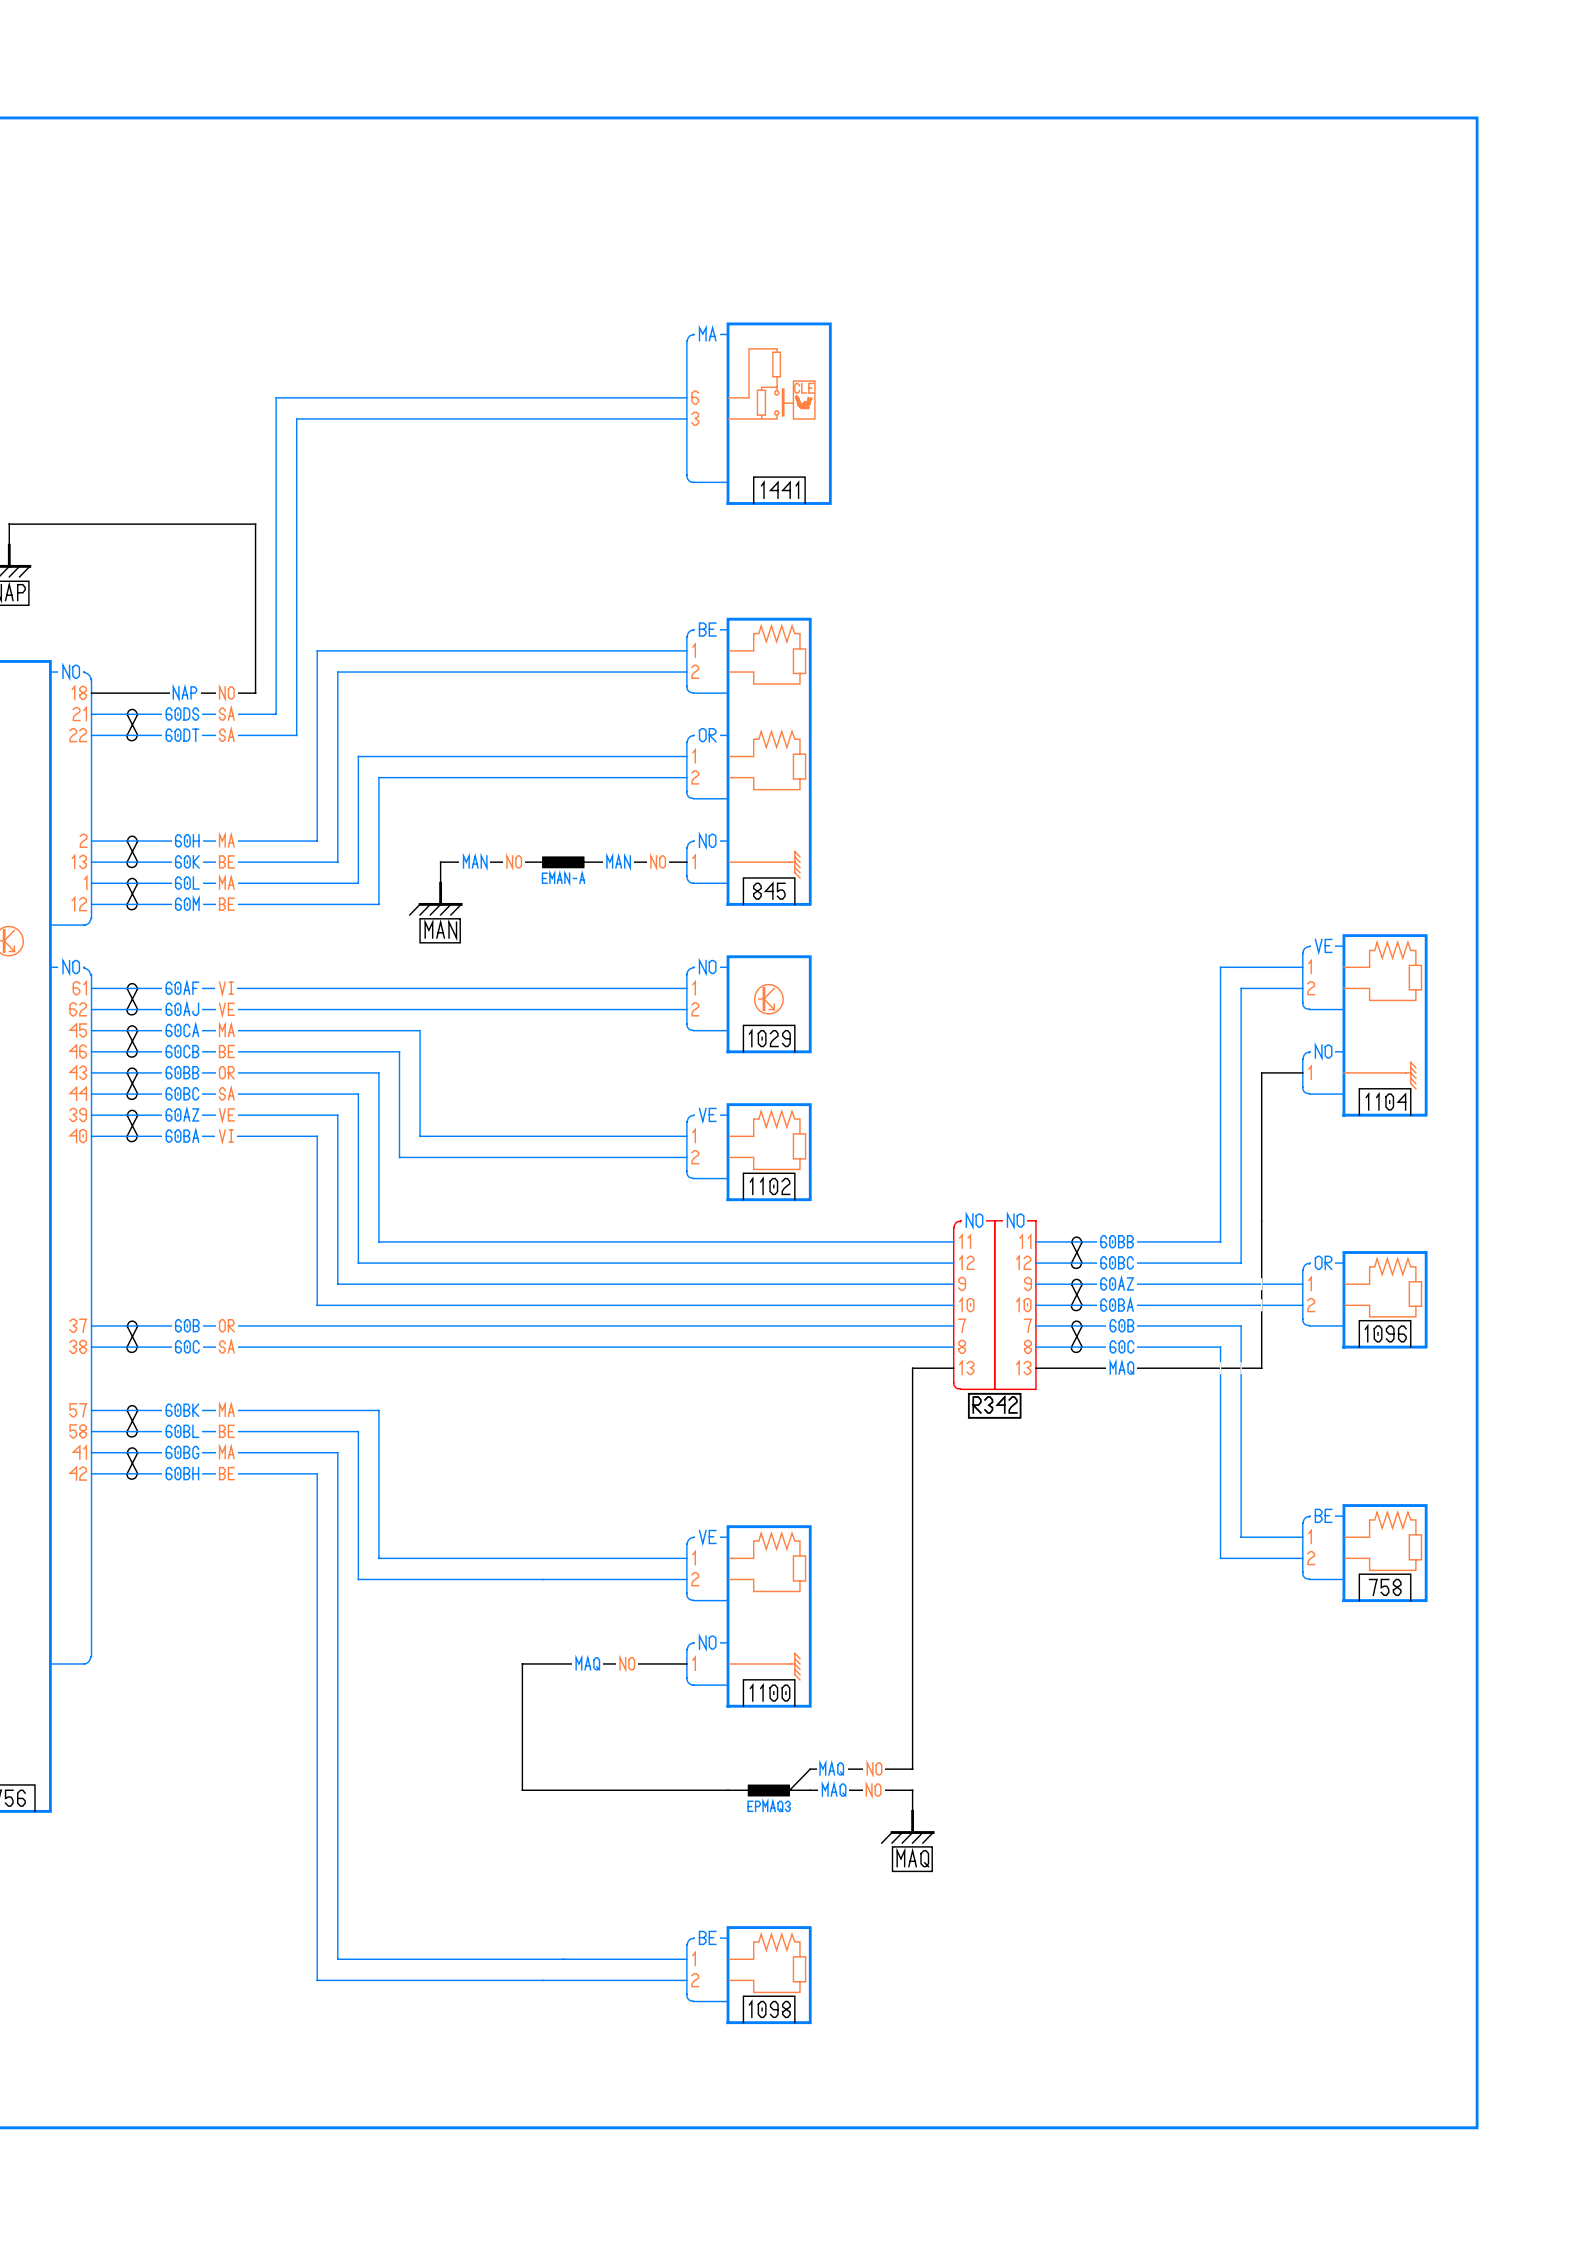 MA
6
3
CLE
1441
NAP
NO
18 NAP NO
21 60DS SA
22 60DT SA
2 60H MA
13 60K BE
1 60L MA
12 60M BE
BE
1
2
OR
1
2
NO
MAN NO MAN NO 1
EMAN-A
845
MAN
NO
61 60AF VI
62 60AJ VE
45 60CA MA
46 60CB BE
43 60BB OR
44 60BC SA
39 60AZ VE
40 60BA VI
37 60B OR
38 60C SA
57 60BK MA
58 60BL BE
41 60BG MA
42 60BH BE
756
NO
1
2
1029
VE
1
2
1102
NO NO
11 11 60BB
12 12 60BC
9 9 60AZ
10 10 60BA
7 7 60B
8 8 60C
13 13 MAQ
R342
VE
1
2
NO
1
1104
OR
1
2
1096
BE
1
2
758
VE
1
2
NO
MAQ NO 1
1100
MAQ NO
MAQ NO
EPMAQ3
MAQ
BE
1
2
1098